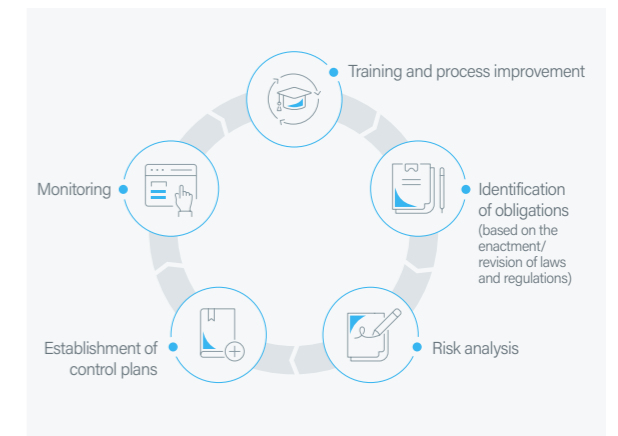 Training and process improvement
Identification
of obligations
(based on the
enactment/
revision of laws
and regulations)
Risk analysis
Establishment of
control plans
Monitoring